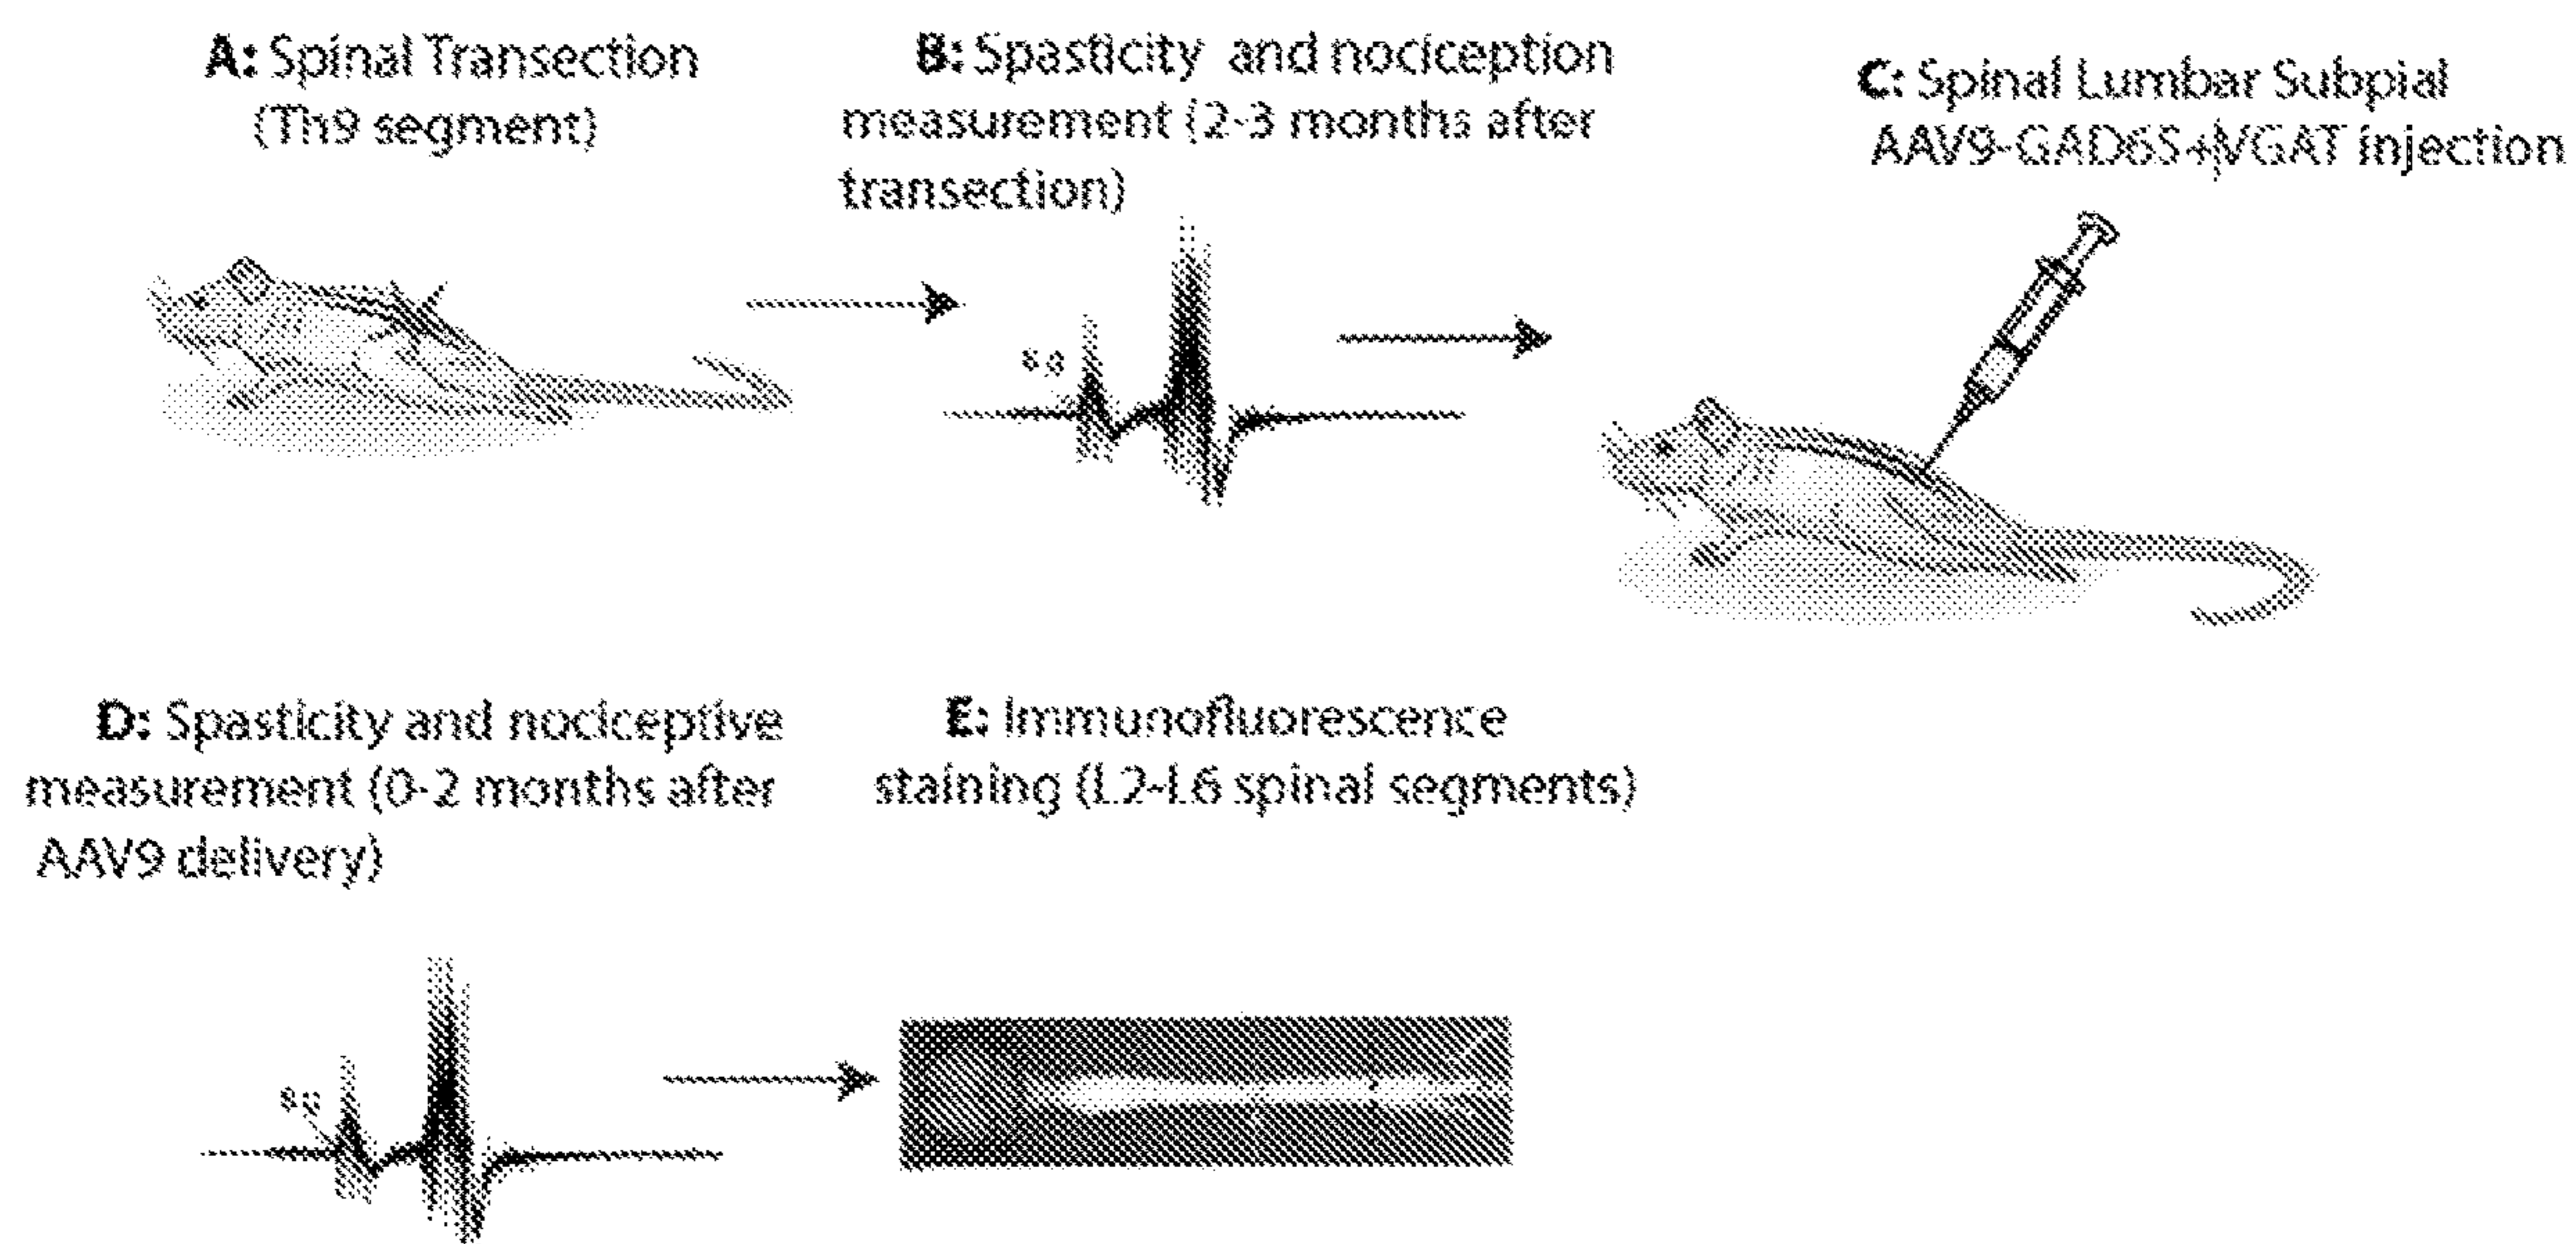 A: Spinal Transection
(Th9 segment)
B: Spasticity and nociception
measurement (2-3 months after
transection)
C: Spinal Lumbar Subpial
AAV9-GAD65+VGAT injection
D: Spasticity and nociceptive
measurement (0-2 months after
AAV9 delivery)
E: Immunofluorescence
staining (L2-L6 spinal segments)